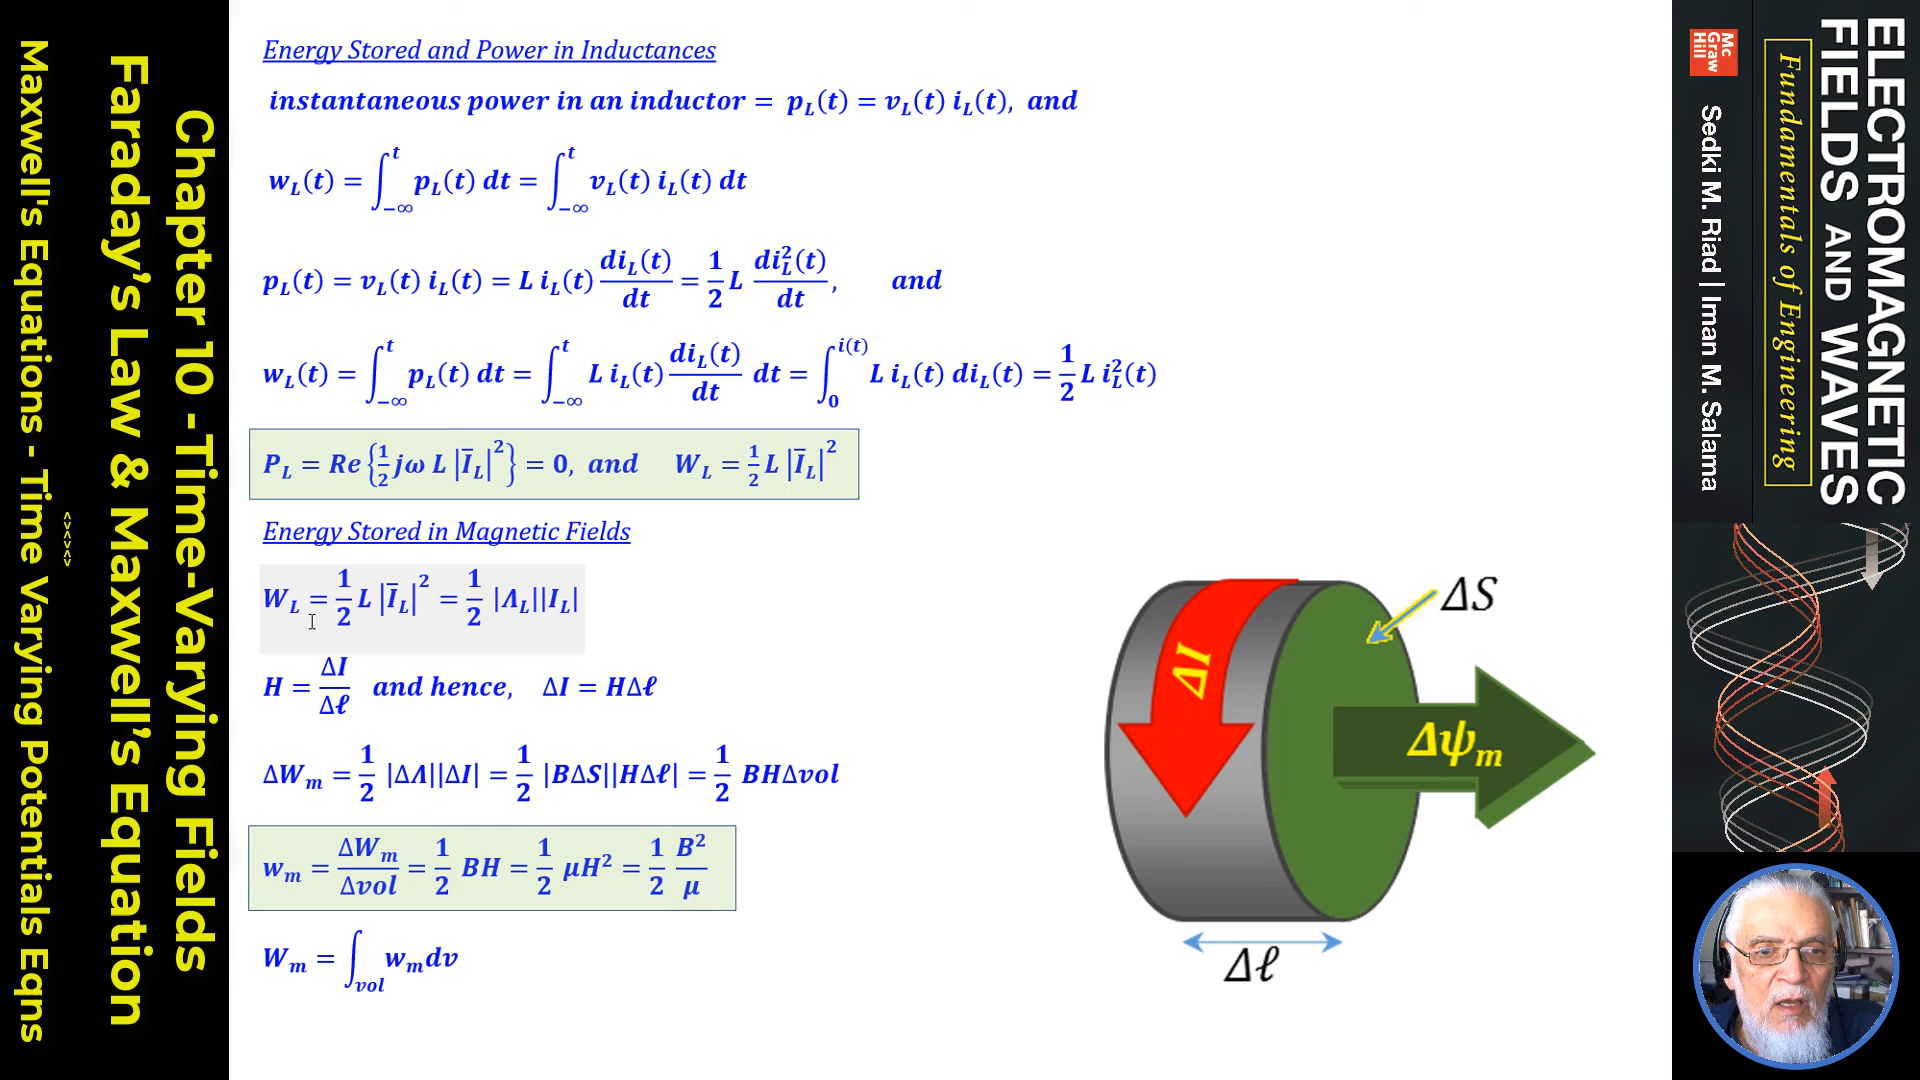 Chapter 10 -Time-Varying Fields
Faraday's Law & Maxwell's Equation
<><><>
Maxwell's Equations - Time Varying Potentials Eqns
Energy Stored and Power in Inductances
instantaneous power in an inductor = p_L(t) = v_L(t) i_L(t), and
w_L(t) = ∫_{-∞}^{t} p_L(t) dt = ∫_{-∞}^{t} v_L(t) i_L(t) dt
p_L(t) = v_L(t) i_L(t) = L i_L(t) di_L(t)/dt = 1/2 L di_L^2(t)/dt, and
w_L(t) = ∫_{-∞}^{t} p_L(t) dt = ∫_{-∞}^{t} L i_L(t) di_L(t)/dt dt = ∫_{0}^{i(t)} L i_L(t) di_L(t) = 1/2 L i_L^2(t)
P_L = Re{1/2 jω L |Ī_L|^2} = 0, and W_L = 1/2 L |Ī_L|^2
Energy Stored in Magnetic Fields
W_L = 1/2 L |Ī_L|^2 = 1/2 |Λ_L||I_L|
H = ΔI/Δℓ and hence, ΔI = HΔℓ
ΔW_m = 1/2 |ΔΛ||ΔI| = 1/2 |BΔS||HΔℓ| = 1/2 BHΔvol
w_m = ΔW_m/Δvol = 1/2 BH = 1/2 μH^2 = 1/2 B^2/μ
W_m = ∫_{vol} w_m dv
ΔS
ΔI
Δψ_m
Δℓ
ELECTROMAGNETIC
FIELDS AND WAVES
Fundamentals of Engineering
Mc
Graw
Hill
Sedki M. Riad | Iman M. Salama